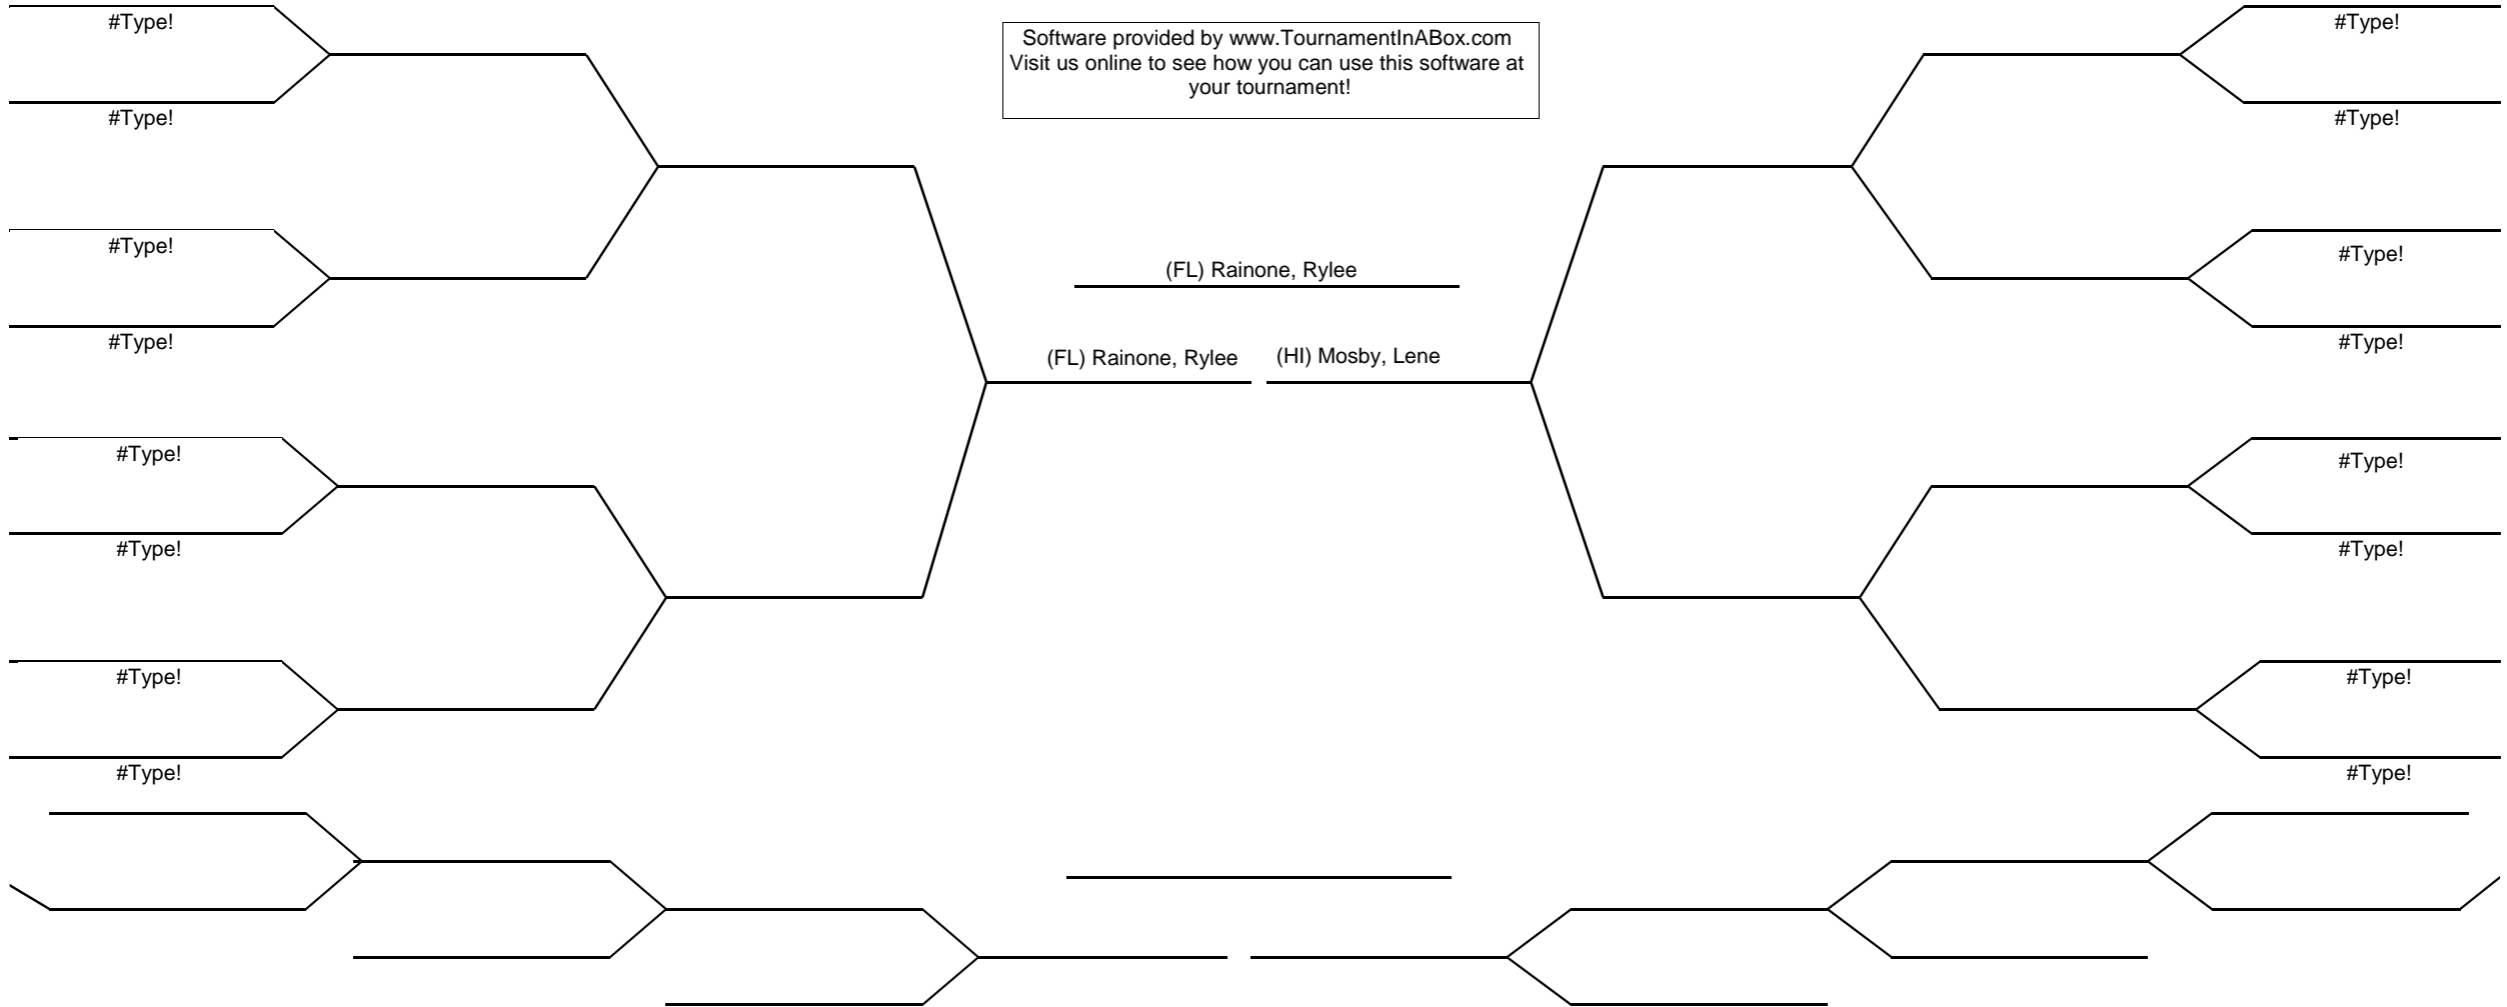 #Type!
#Type!
Software provided by www.TournamentInABox.com
Visit us online to see how you can use this software at
your tournament!
#Type!
#Type!
#Type!
#Type!
(FL) Rainone, Rylee
#Type!
#Type!
(FL) Rainone, Rylee
(HI) Mosby, Lene
#Type!
#Type!
#Type!
#Type!
#Type!
#Type!
#Type!
#Type!